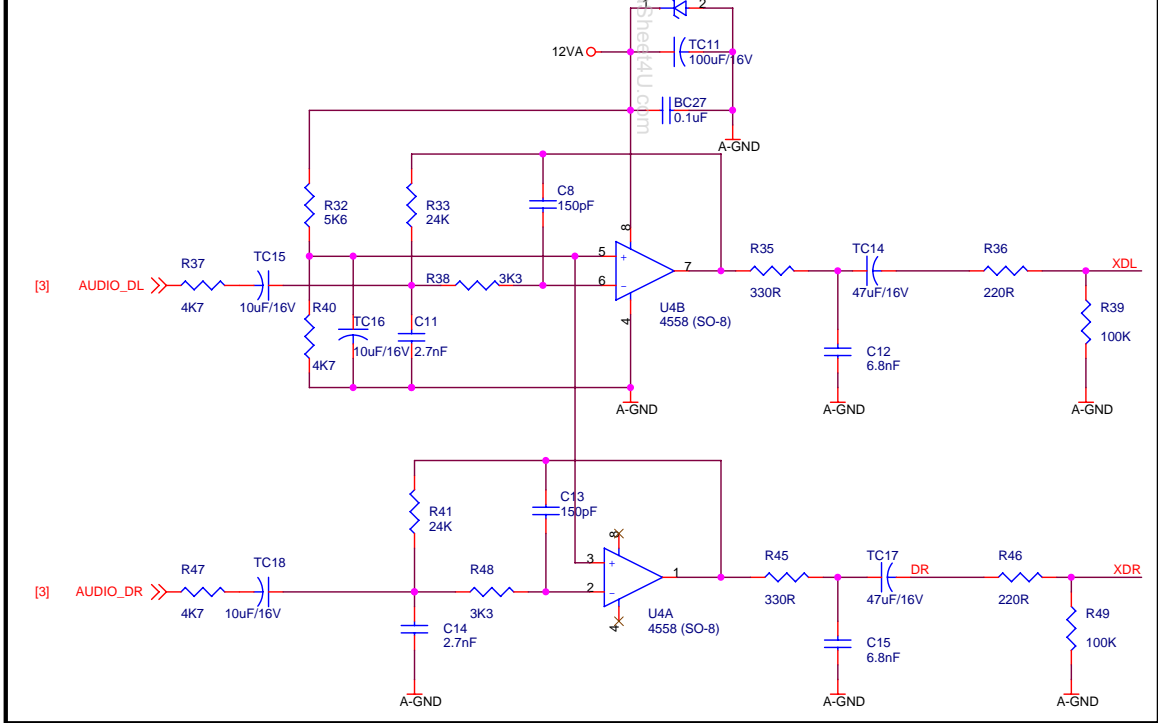 1 2
12VA
TC11
100uF/16V
Sheet4U.com
BC27
0.1uF
A-GND
R32
5K6
R33
24K
C8
150pF
8
5
+
6
−
7
4
U4B
4558 (SO-8)
[3] AUDIO_DL
R37
4K7
TC15
10uF/16V
R38 3K3
R40
4K7
TC16
10uF/16V
C11
2.7nF
A-GND
R35
330R
TC14
47uF/16V
R36
220R
XDL
C12
6.8nF
A-GND
R39
100K
A-GND
R41
24K
C13
150pF
8
3
+
2
−
1
4
U4A
4558 (SO-8)
[3] AUDIO_DR
R47
4K7
TC18
10uF/16V
R48
3K3
C14
2.7nF
A-GND
R45
330R
TC17
47uF/16V
DR
R46
220R
XDR
C15
6.8nF
A-GND
R49
100K
A-GND